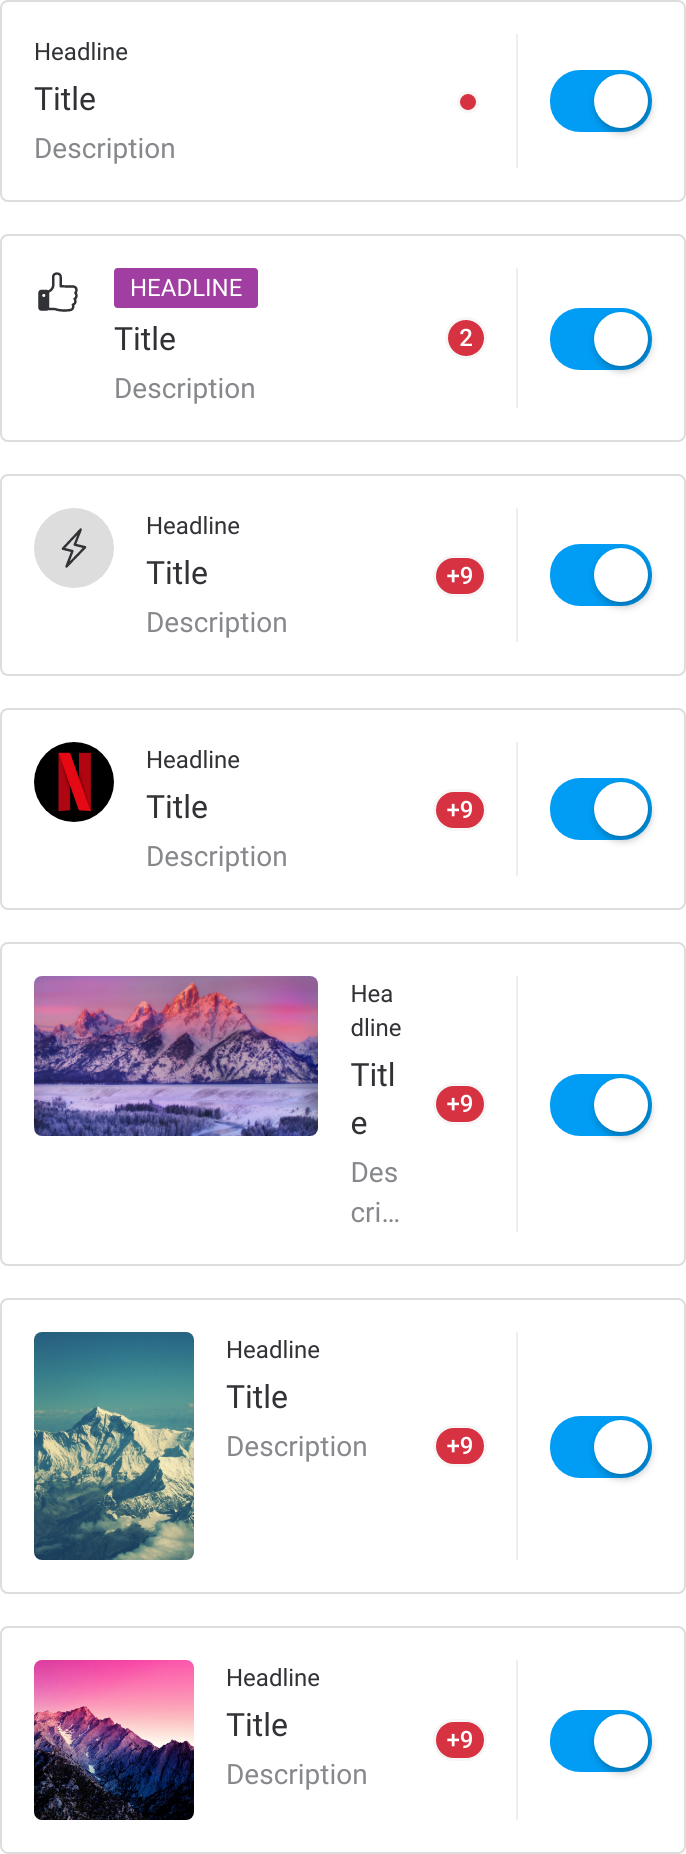 Headline
Title
Description
HEADLINE
Title
2
Description
Headline
Title
+9
Description
N
Headline
Title
+9
Description
Hea
dline
Titl
e
+9
Des
cri...
Headline
Title
Description
+9
Headline
Title
+9
Description